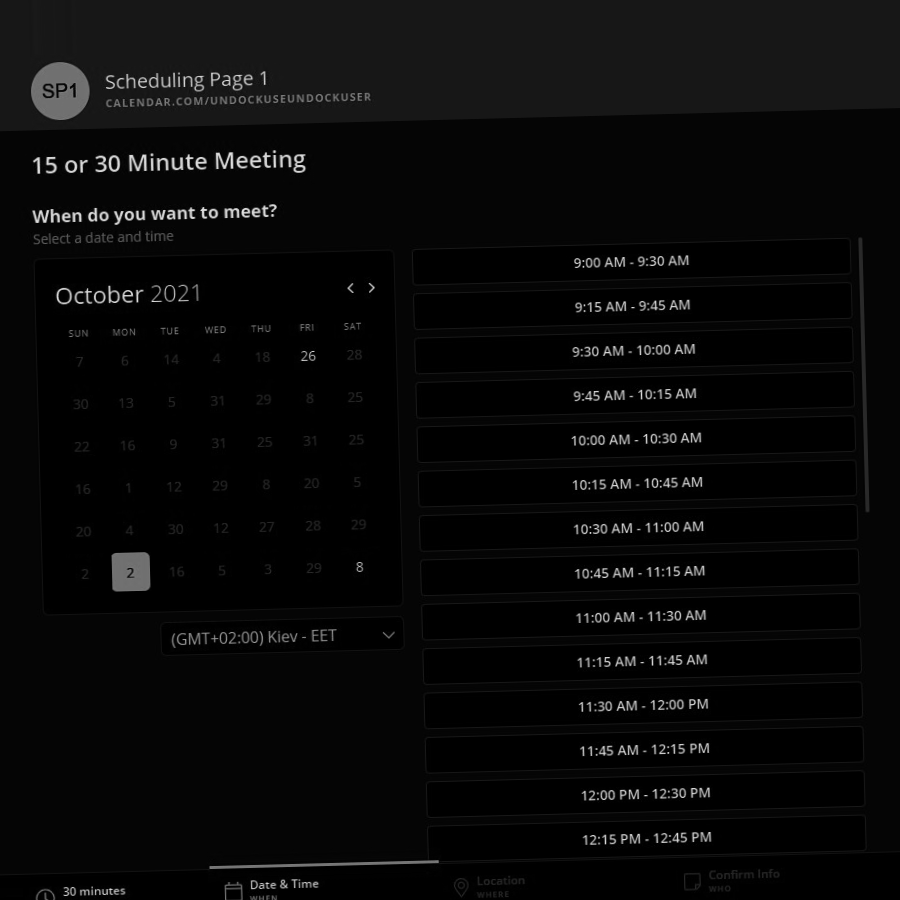 SP1
Scheduling Page 1
CALENDAR.COM/UNDOCKUSEUNDOCKUSER
15 or 30 Minute Meeting
When do you want to meet?
Select a date and time
October 2021
SUN MON TUE WED THU FRI SAT
7 6 14 4 18 26 28
30 13 5 31 29 8 25
22 16 9 31 25 31 25
16 1 12 29 8 20 5
20 4 30 12 27 28 29
2 2 16 5 3 29 8
(GMT+02:00) Kiev - EET
9:00 AM - 9:30 AM
9:15 AM - 9:45 AM
9:30 AM - 10:00 AM
9:45 AM - 10:15 AM
10:00 AM - 10:30 AM
10:15 AM - 10:45 AM
10:30 AM - 11:00 AM
10:45 AM - 11:15 AM
11:00 AM - 11:30 AM
11:15 AM - 11:45 AM
11:30 AM - 12:00 PM
11:45 AM - 12:15 PM
12:00 PM - 12:30 PM
12:15 PM - 12:45 PM
30 minutes
Date & Time
WHEN
Location
WHERE
Confirm Info
WHO